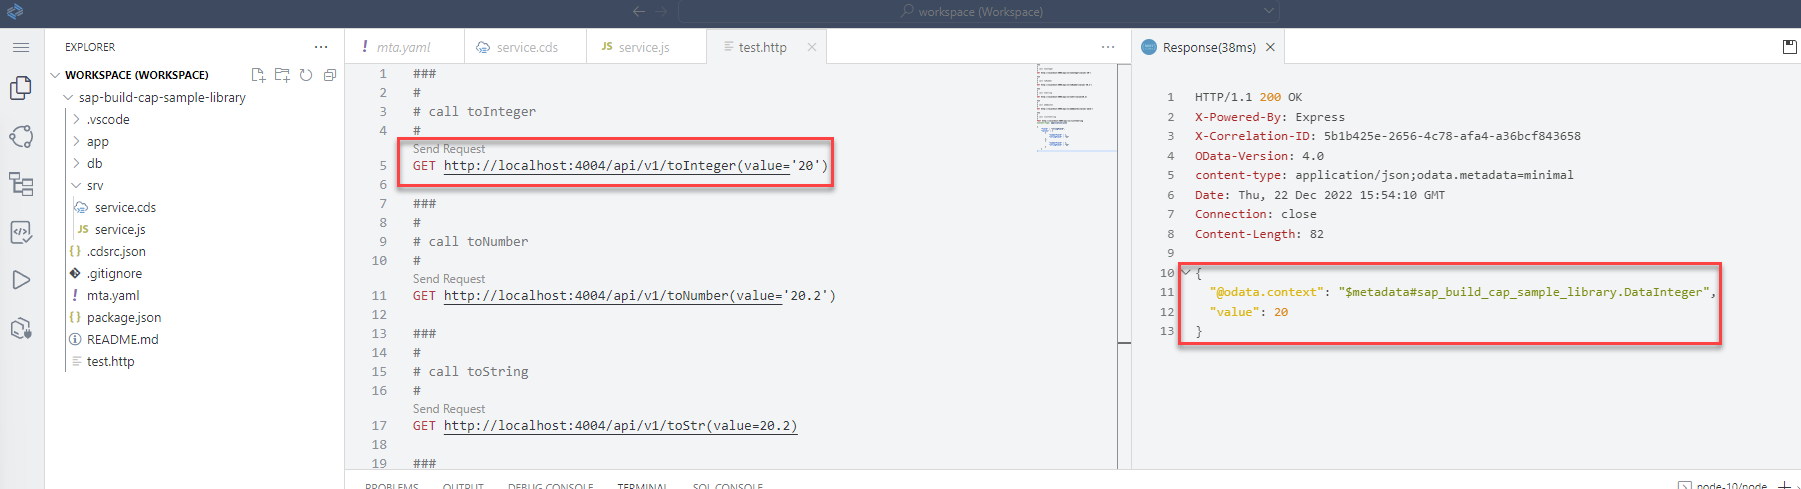 workspace (Workspace)
EXPLORER
WORKSPACE (WORKSPACE)
sap-build-cap-sample-library
.vscode
app
db
srv
service.cds
JS service.js
{} .cdsrc.json
.gitignore
! mta.yaml
{} package.json
README.md
test.http
! mta.yaml
service.cds
JS service.js
test.http
1 ###
2 #
3 # call toInteger
4 #
Send Request
5 GET http://localhost:4004/api/v1/toInteger(value='20')
6
7 ###
8 #
9 # call toNumber
10 #
Send Request
11 GET http://localhost:4004/api/v1/toNumber(value='20.2')
12
13 ###
14 #
15 # call toString
16 #
Send Request
17 GET http://localhost:4004/api/v1/toStr(value=20.2)
18
19 ###
Response(38ms)
1 HTTP/1.1 200 OK
2 X-Powered-By: Express
3 X-Correlation-ID: 5b1b425e-2656-4c78-afa4-a36bcf843658
4 OData-Version: 4.0
5 content-type: application/json;odata.metadata=minimal
6 Date: Thu, 22 Dec 2022 15:54:10 GMT
7 Connection: close
8 Content-Length: 82
9
10 {
11 "@odata.context": "$metadata#sap_build_cap_sample_library.DataInteger",
12 "value": 20
13 }
PROBLEMS
OUTPUT
DEBUG CONSOLE
TERMINAL
SQL CONSOLE
node-10/node